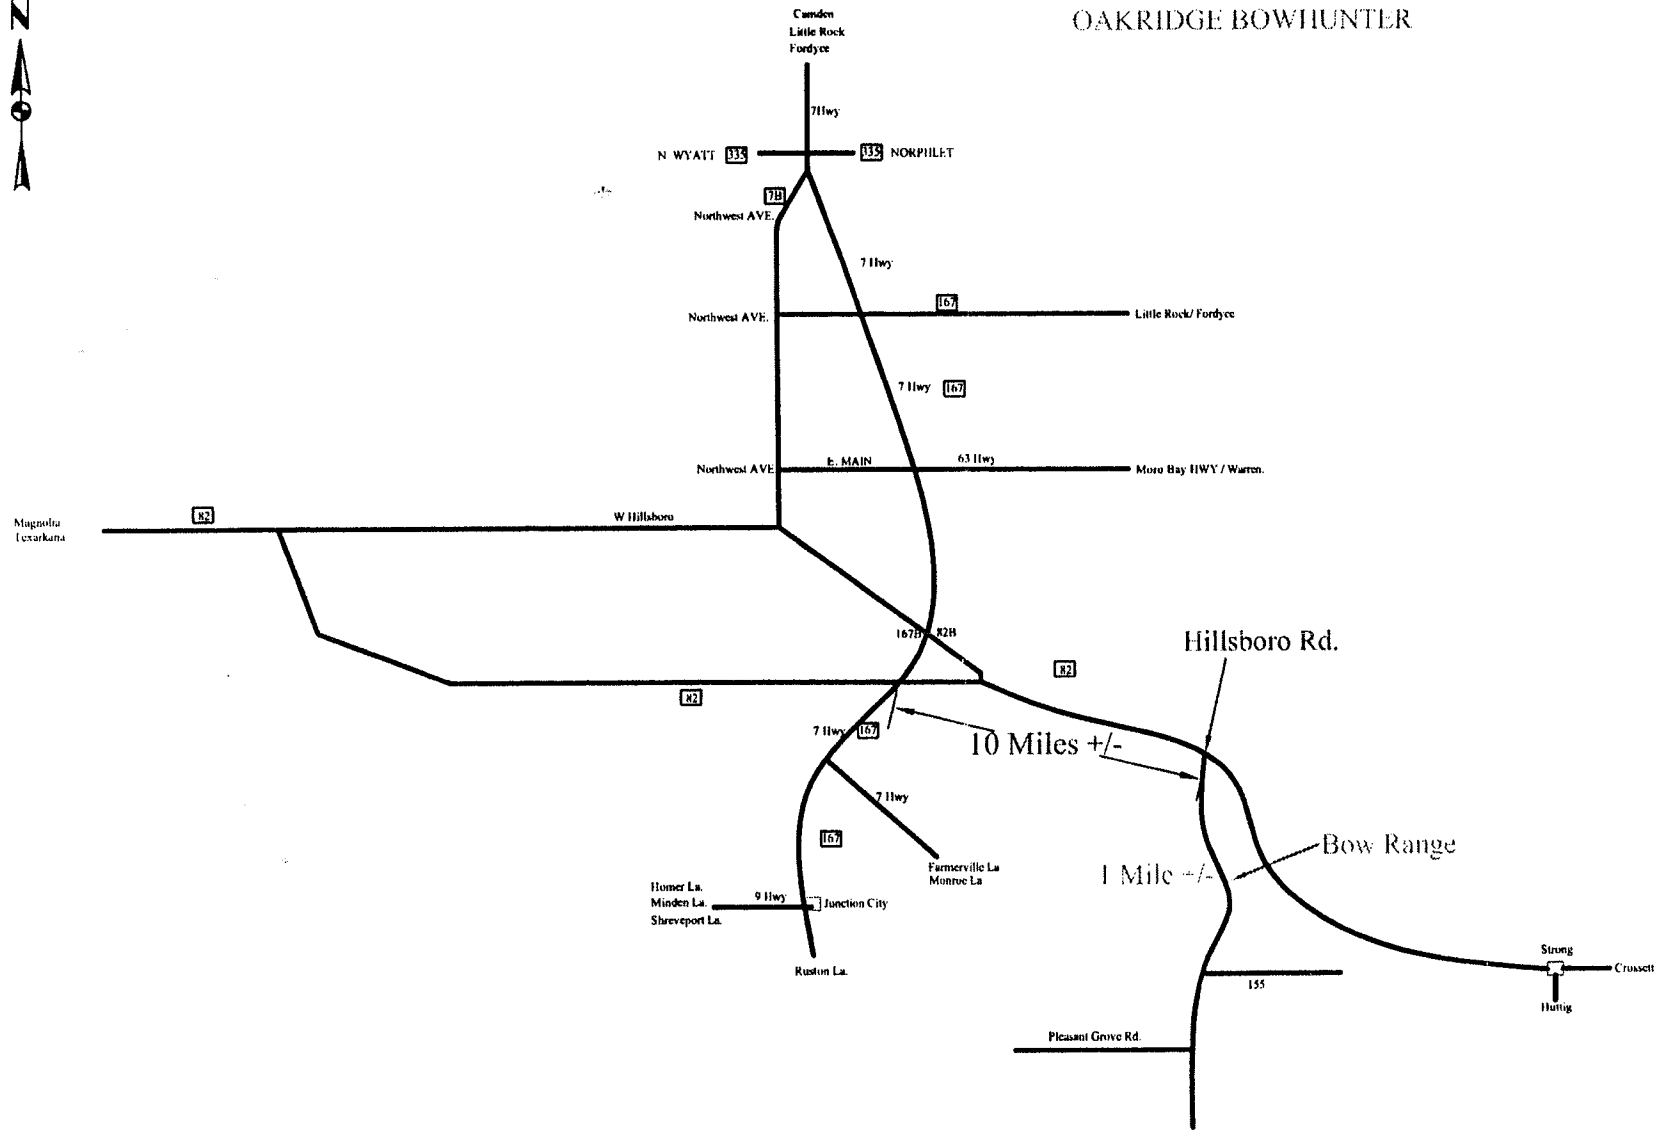 N
OAKRIDGE BOWHUNTER
Camden
Little Rock
Fordyce
7Hwy
N. WYATT 335
335 NORPHLET
7B
Northwest AVE.
7 Hwy
167
Northwest AVE.
Little Rock/ Fordyce
7 Hwy 167
Northwest AVE
E. MAIN
63 Hwy
Moro Bay HWY / Warren.
Magnolia
Texarkana
82
W Hillsboro
167B
82B
Hillsboro Rd.
82
82
7 Hwy 167
10 Miles +/-
7 Hwy
167
Bow Range
1 Mile +/-
Farmerville La
Monroe La
Homer La.
Minden La.
Shreveport La.
9 Hwy
Junction City
Ruston La.
Strong
Crossett
Huttig
155
Pleasant Grove Rd.